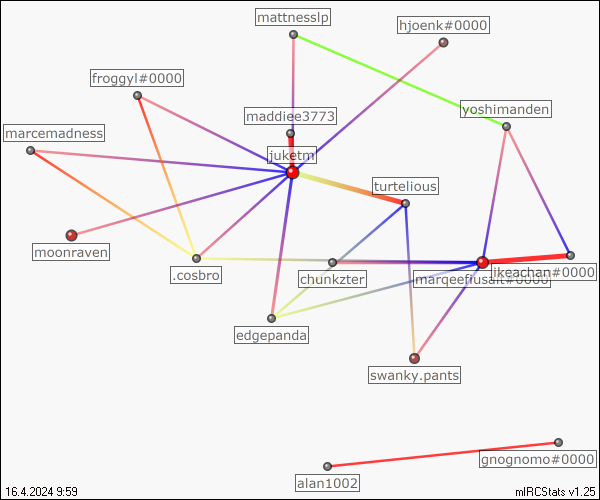 mattnesslp
hjoenk#0000
froggyl#0000
maddiee3773
yoshimanden
marcemadness
juketm
turtelious
moonraven
.cosbro
chunkzter
marqeefusalt#0000
likeachan#0000
edgepanda
swanky.pants
gnognomo#0000
alan1002
16.4.2024 9:59
mIRCStats v1.25